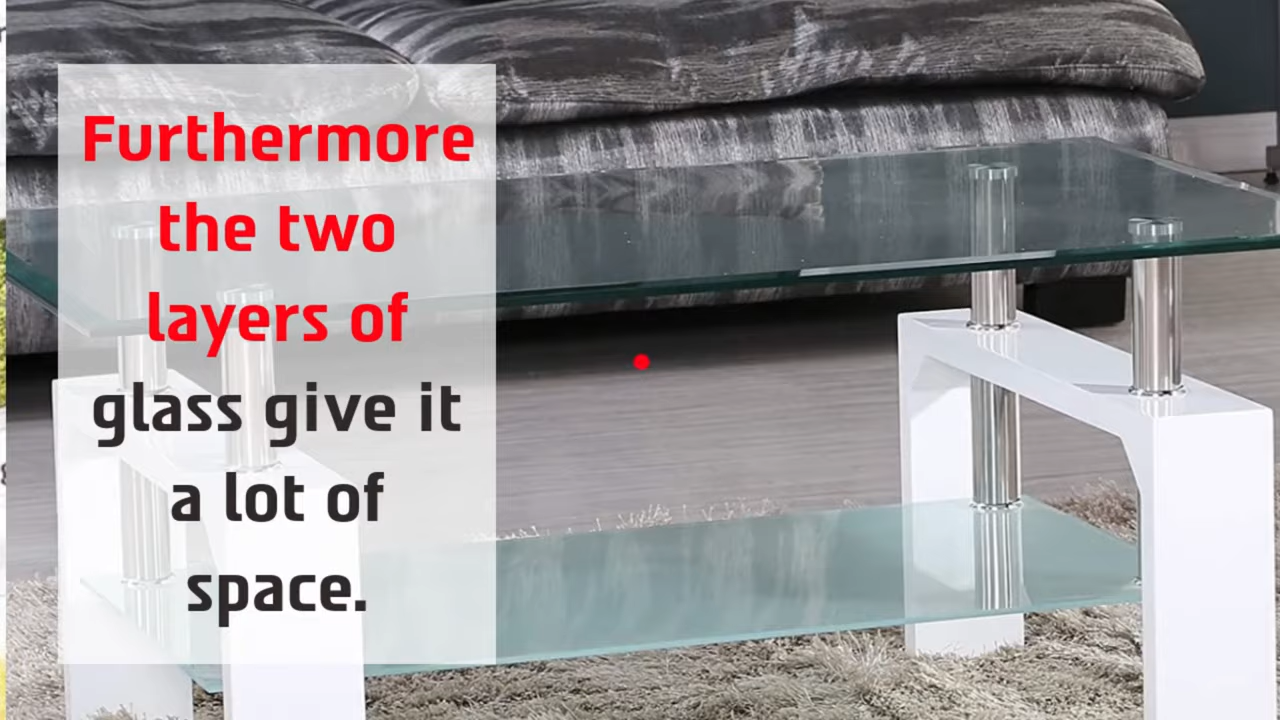 Furthermore
the two
layers of
glass give it
a lot of
space.